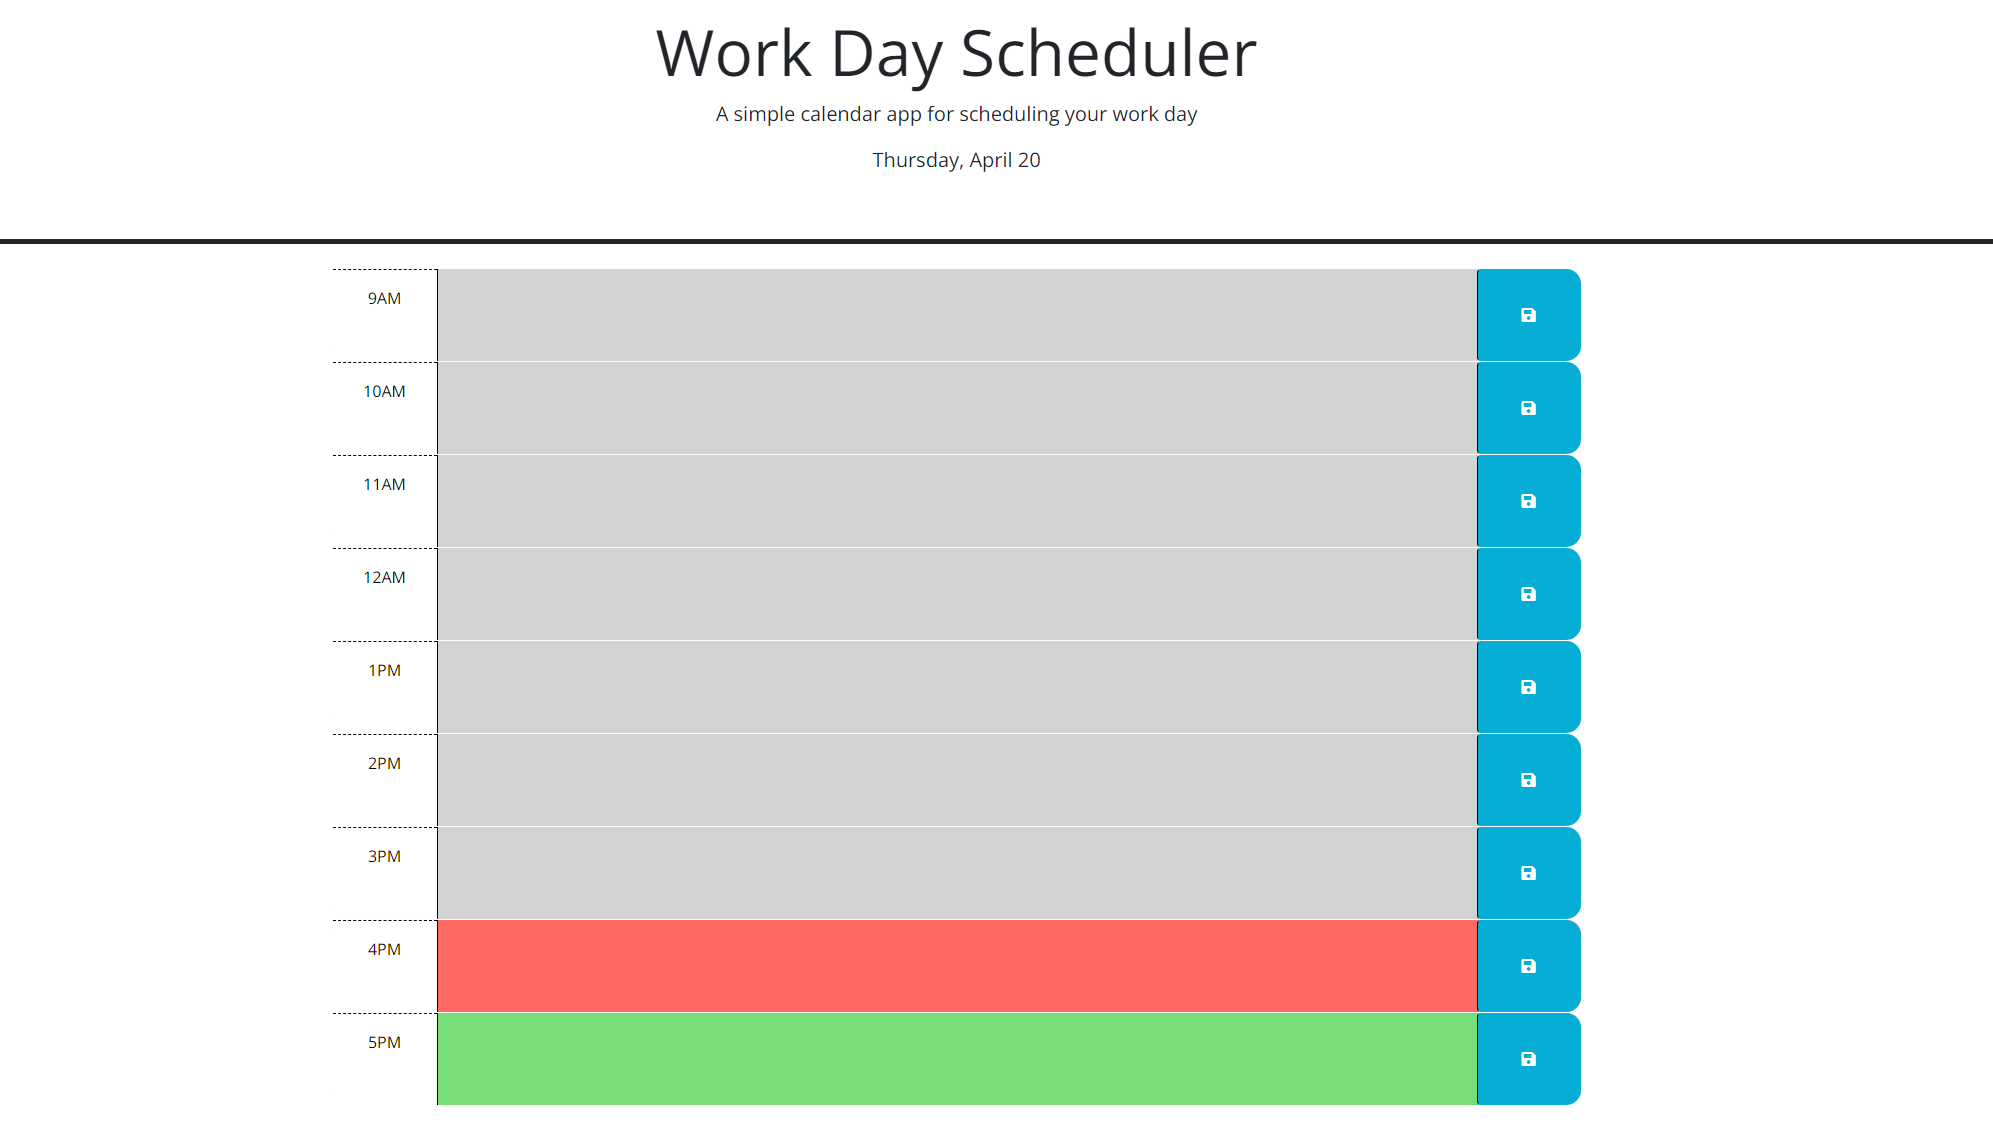 Work Day Scheduler
A simple calendar app for scheduling your work day
Thursday, April 20
9AM
10AM
11AM
12AM
1PM
2PM
3PM
4PM
5PM